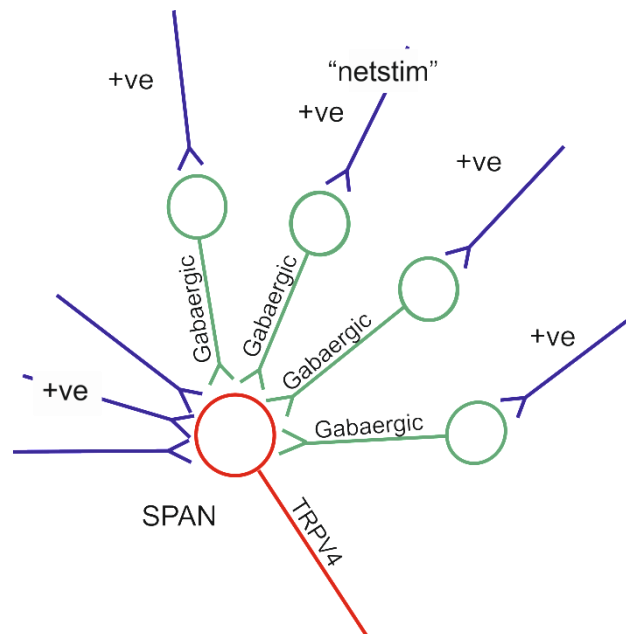 “netstim”
+ve
+ve
+ve
+ve
Gabaergic
Gabaergic
Gabaergic
Gabaergic
+ve
SPAN
TRPV4